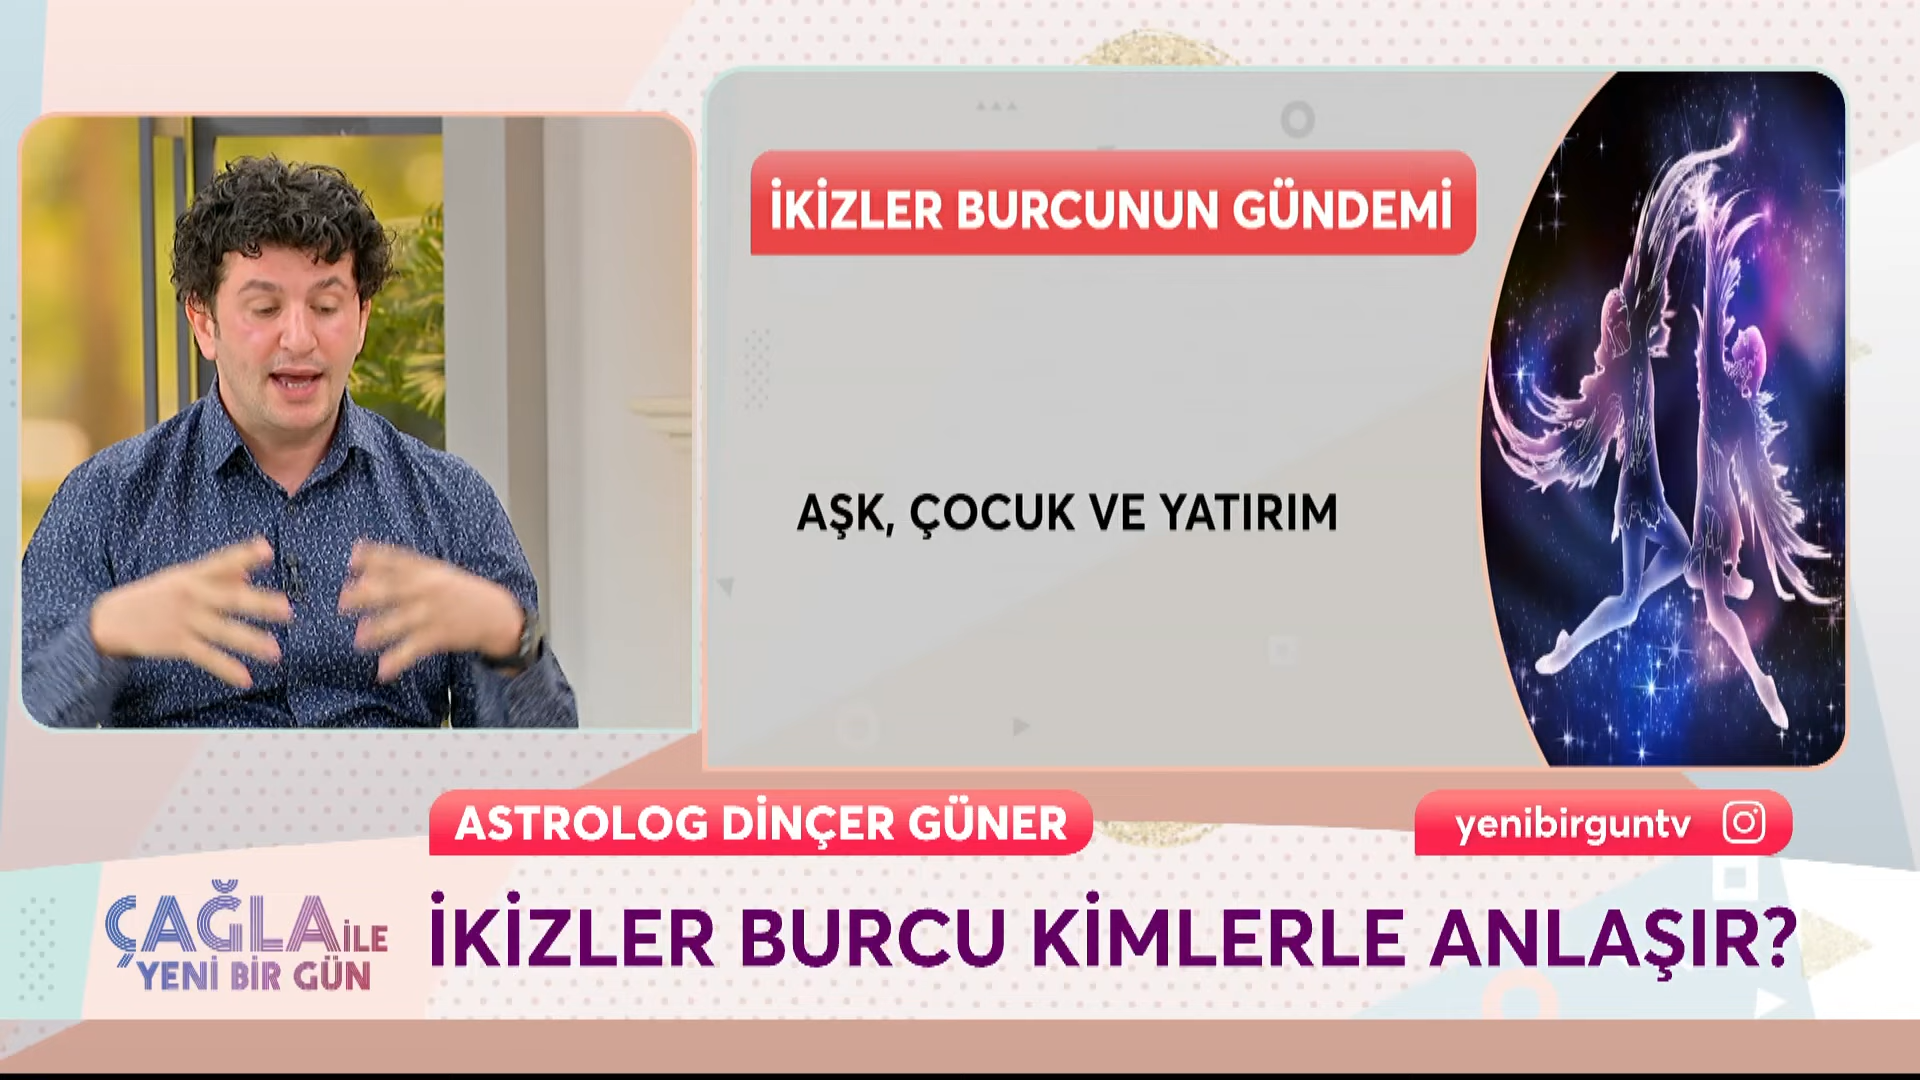 İKİZLER BURCUNUN GÜNDEMİ
AŞK, ÇOCUK VE YATIRIM
ASTROLOG DİNÇER GÜNER
yenibirguntv
ÇAĞLA İLE
YENİ BİR GÜN
İKİZLER BURCU KİMLERLE ANLAŞIR?